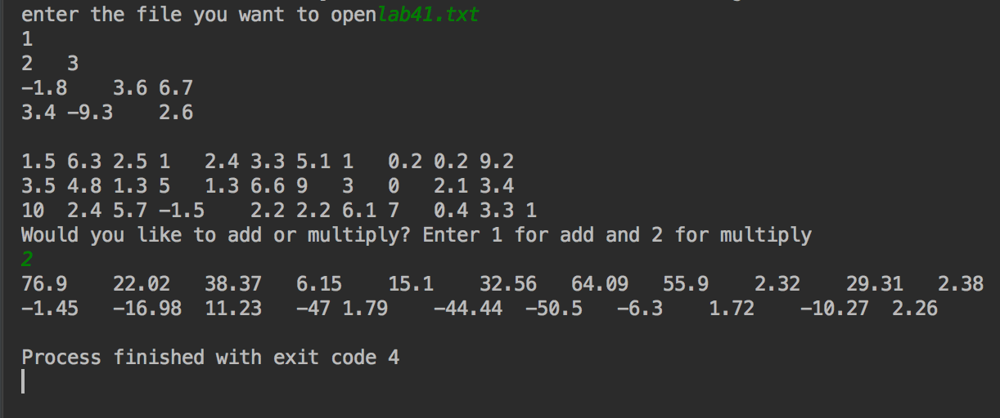 enter the file you want to openlab41.txt
1
2 3
-1.8 3.6 6.7
3.4 -9.3 2.6
1.5 6.3 2.5 1 2.4 3.3 5.1 1 0.2 0.2 9.2
3.5 4.8 1.3 5 1.3 6.6 9 3 0 2.1 3.4
10 2.4 5.7 -1.5 2.2 2.2 6.1 7 0.4 3.3 1
Would you like to add or multiply? Enter 1 for add and 2 for multiply
2
76.9 22.02 38.37 6.15 15.1 32.56 64.09 55.9 2.32 29.31 2.38
-1.45 -16.98 11.23 -47 1.79 -44.44 -50.5 -6.3 1.72 -10.27 2.26
Process finished with exit code 4